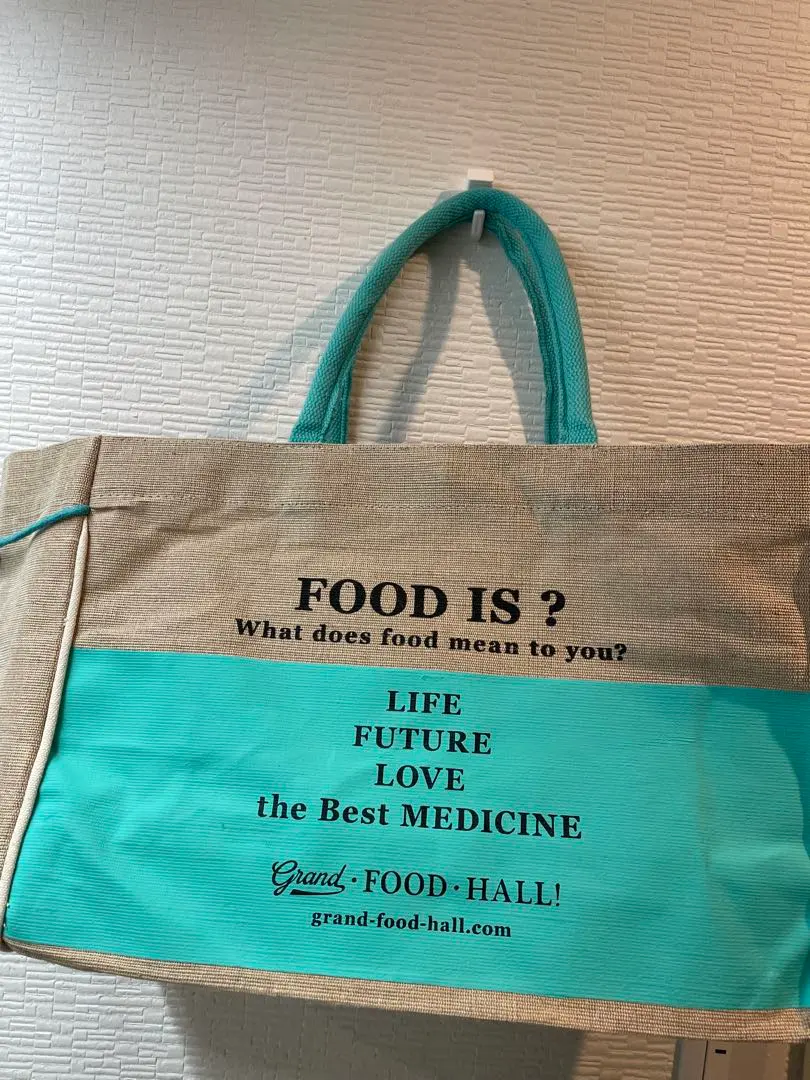 FOOD IS ?
What does food mean to you?
LIFE
FUTURE
LOVE
the Best MEDICINE
Grand · FOOD · HALL!
grand-food-hall.com